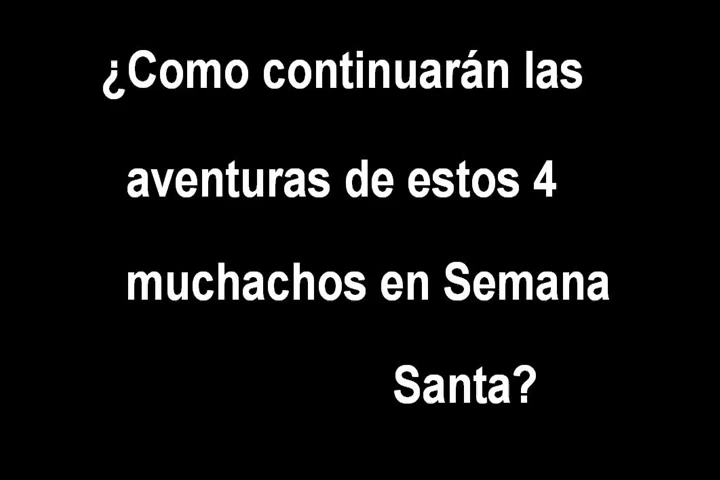 ¿Como continuarán las
aventuras de estos 4
muchachos en Semana
Santa?